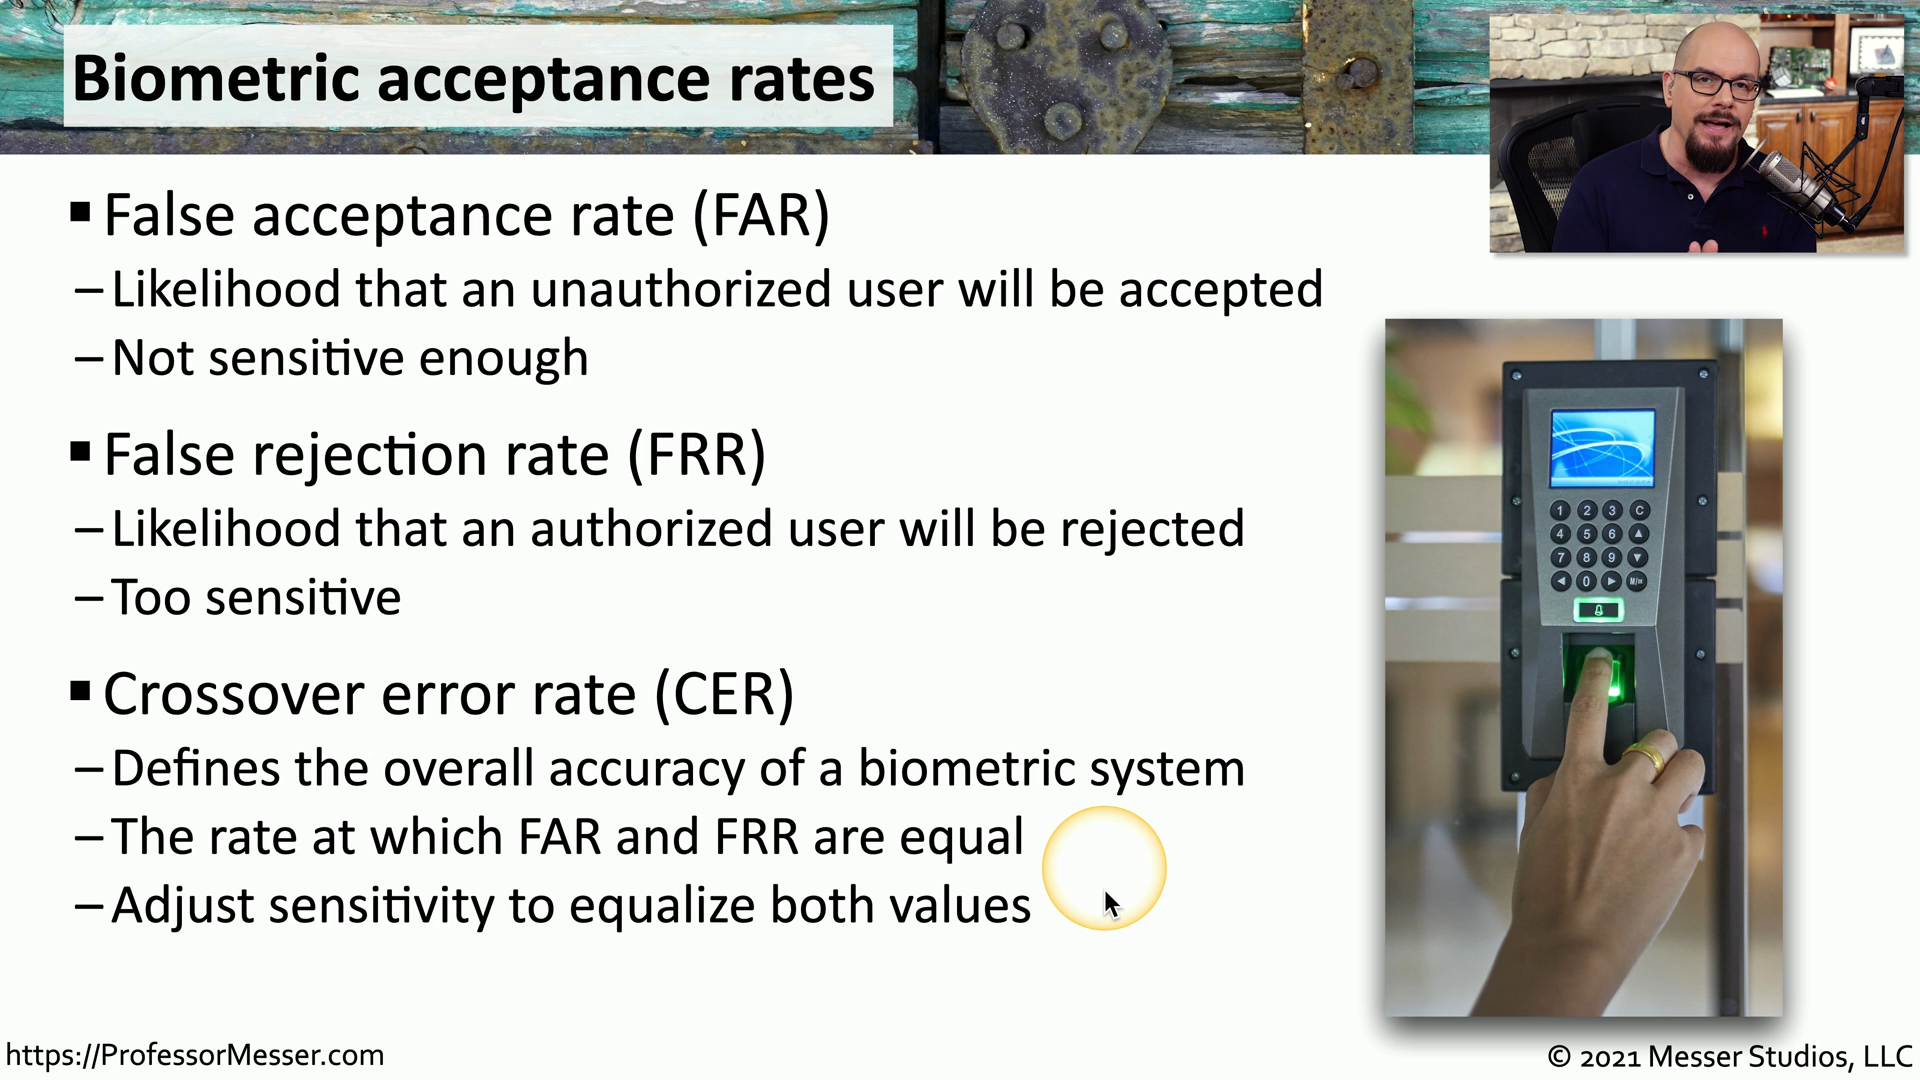 Biometric acceptance rates
▪ False acceptance rate (FAR)
– Likelihood that an unauthorized user will be accepted
– Not sensitive enough
▪ False rejection rate (FRR)
– Likelihood that an authorized user will be rejected
– Too sensitive
▪ Crossover error rate (CER)
– Defines the overall accuracy of a biometric system
– The rate at which FAR and FRR are equal
– Adjust sensitivity to equalize both values
1 2 3 C
4 5 6 ▲
7 8 9 ▼
◀ 0 ▶ M/OK
https://ProfessorMesser.com
© 2021 Messer Studios, LLC